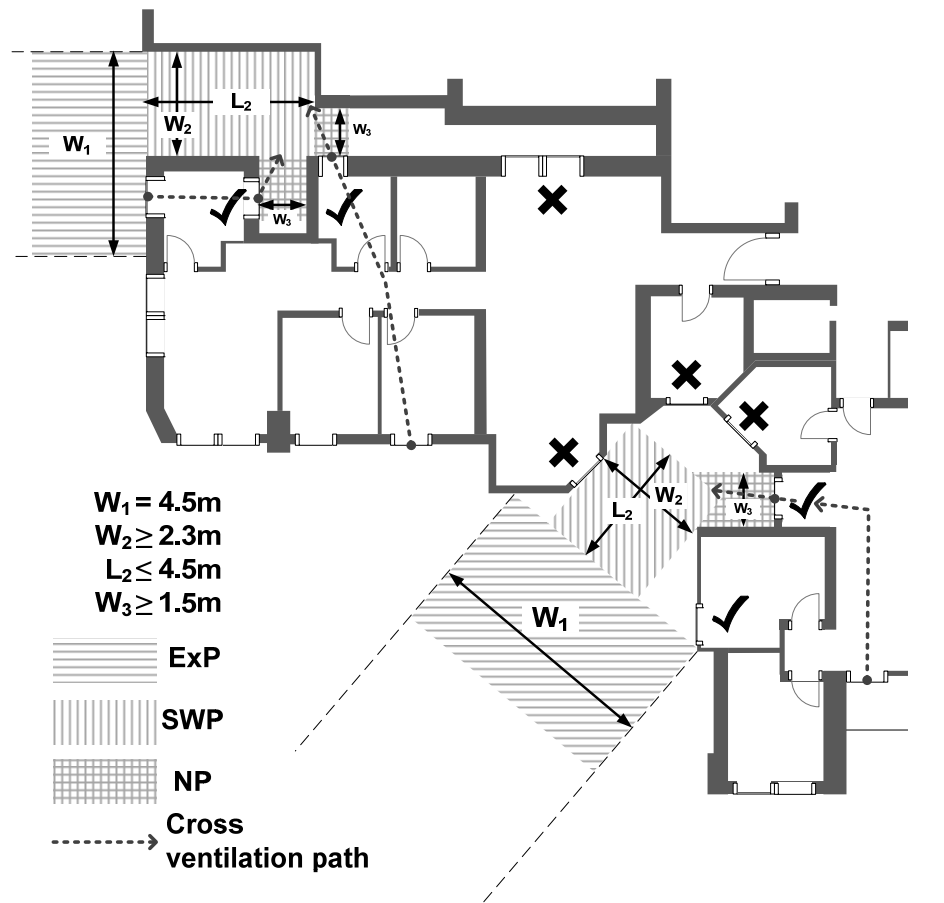 L₂
W₂
W₁
W₃
W₃
W₂
L₂
W₃
W₁
W₁ = 4.5m
W₂ ≥ 2.3m
L₂ ≤ 4.5m
W₃ ≥ 1.5m
ExP
SWP
NP
Cross
ventilation path